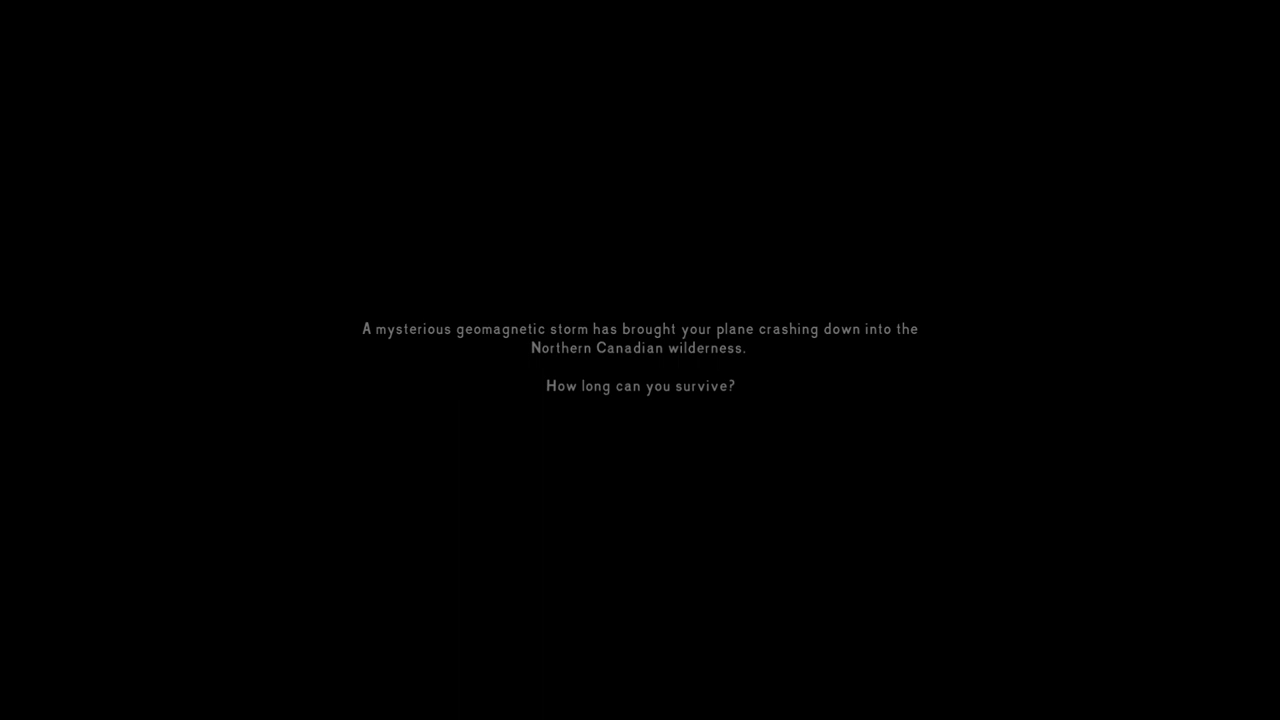 A mysterious geomagnetic storm has brought your plane crashing down into the
Northern Canadian wilderness.
How long can you survive?